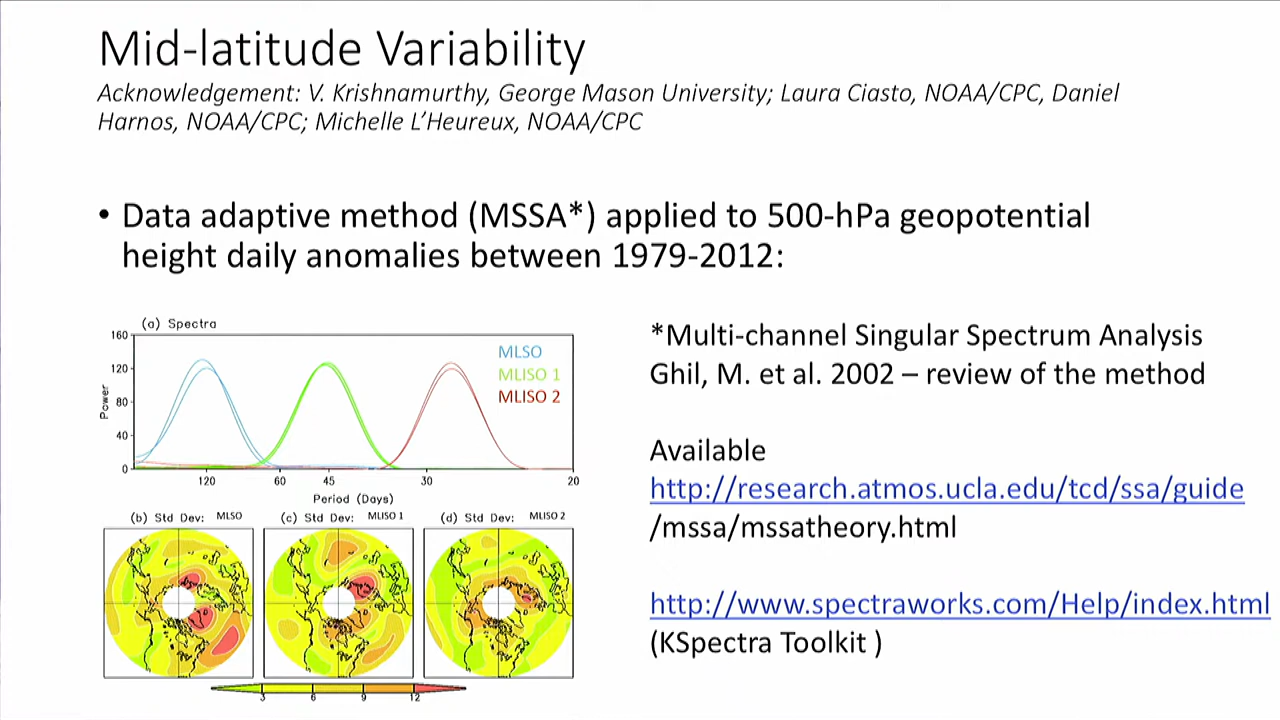 Mid-latitude Variability
Acknowledgement: V. Krishnamurthy, George Mason University; Laura Ciasto, NOAA/CPC, Daniel
Harnos, NOAA/CPC; Michelle L'Heureux, NOAA/CPC
• Data adaptive method (MSSA*) applied to 500-hPa geopotential
height daily anomalies between 1979-2012:
(a) Spectra
160
120
80
40
0
Power
MLSO
MLISO 1
MLISO 2
120 60 45 30 20
Period (Days)
(b) Std Dev: MLSO
(c) Std Dev: MLISO 1
(d) Std Dev: MLISO 2
3 6 9 12
*Multi-channel Singular Spectrum Analysis
Ghil, M. et al. 2002 – review of the method
Available
http://research.atmos.ucla.edu/tcd/ssa/guide
/mssa/mssatheory.html
http://www.spectraworks.com/Help/index.html
(KSpectra Toolkit )